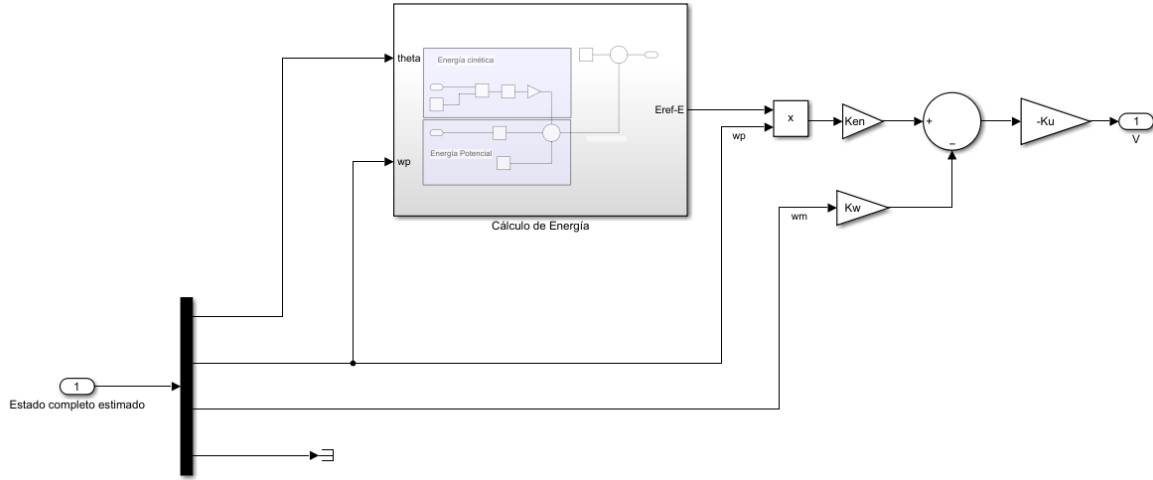 theta
Energía cinética
Eref-E
x
Ken
+
-Ku
1
V
wp
−
wp
Energía Potencial
Kw
wm
Cálculo de Energía
1
Estado completo estimado